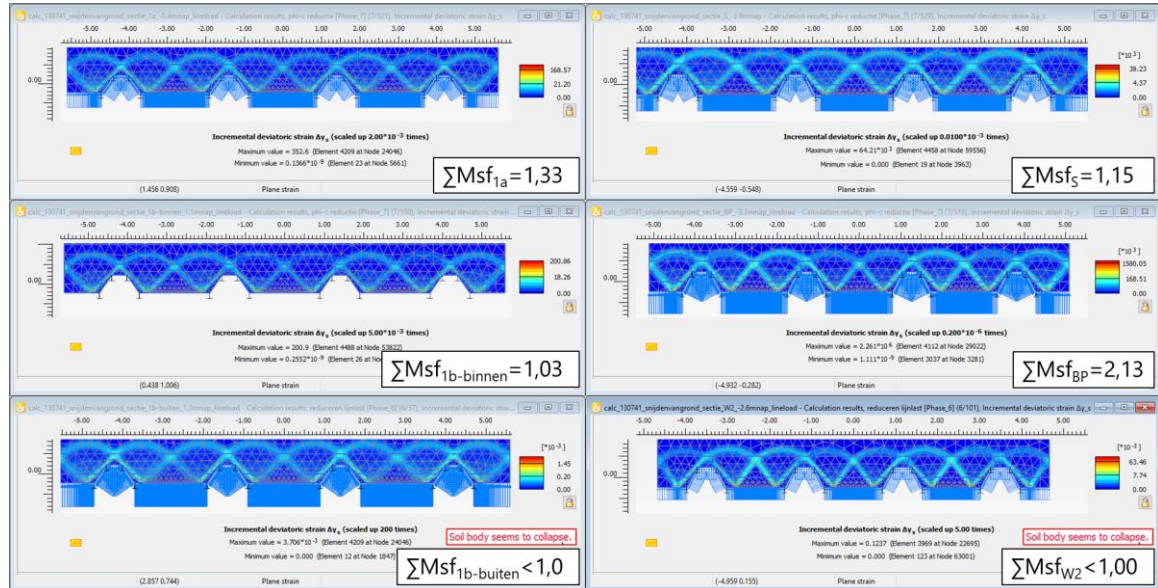 calc_130741_snijdenvangrond_sectie_1a_-0.4mnap_lineload - Calculation results, phi-c reductie [Phase_7] (7/521), Incremental deviatoric strain Δγ_s
-5.00 -4.00 -3.00 -2.00 -1.00 0.00 1.00 2.00 3.00 4.00 5.00
0.00
168.57
21.20
0.00
Incremental deviatoric strain Δγs (scaled up 2.00*10-3 times)
Maximum value = 352.6 (Element 4209 at Node 24046)
Minimum value = 0.1366*10-9 (Element 23 at Node 5661)
(1.456 0.908) Plane strain
∑Msf1a=1,33
calc_130741_snijdenvangrond_sectie_S_-3.9mnap_lineload - Calculation results, phi-c reductie [Phase_7] (7/529), Incremental deviatoric strain Δγ_s
-5.00 -4.00 -3.00 -2.00 -1.00 0.00 1.00 2.00 3.00 4.00 5.00
0.00
[*10 3]
38.23
4.37
0.00
Incremental deviatoric strain Δγs (scaled up 0.0100*10-3 times)
Maximum value = 64.21*10 3 (Element 4458 at Node 59556)
Minimum value = 0.000 (Element 19 at Node 3963)
(-4.559 -0.548) Plane strain
∑MsfS=1,15
calc_130741_snijdenvangrond_sectie_1b-binnen_1.1mnap_lineload - Calculation results, phi-c reductie [Phase_7] (7/530), Incremental deviatoric strain ...
-5.00 -4.00 -3.00 -2.00 -1.00 0.00 1.00 2.00 3.00 4.00 5.00
0.00
200.86
18.26
0.00
Incremental deviatoric strain Δγs (scaled up 5.00*10-3 times)
Maximum value = 200.9 (Element 4488 at Node 53822)
Minimum value = 0.2552*10-9 (Element 26 at Node
(0.438 1.006) Plane strain
∑Msf1b-binnen=1,03
calc_130741_snijdenvangrond_sectie_BP_-3.5mnap_lineload - Calculation results, phi-c reductie [Phase_7] (7/518), Incremental deviatoric strain Δγ_s
-5.00 -4.00 -3.00 -2.00 -1.00 0.00 1.00 2.00 3.00 4.00 5.00
0.00
[*10 3]
1580.05
168.51
0.00
Incremental deviatoric strain Δγs (scaled up 0.200*10-6 times)
Maximum value = 2.261*10 6 (Element 4112 at Node 29022)
Minimum value = 1.111*10-9 (Element 3037 at Node 3281)
(-4.932 -0.282) Plane strain
∑MsfBP=2,13
calc_130741_snijdenvangrond_sectie_1b-buiten_1.3mnap_lineload - Calculation results, reduceren lijnlast [Phase_6] (6/37), Incremental deviatoric strai...
-5.00 -4.00 -3.00 -2.00 -1.00 0.00 1.00 2.00 3.00 4.00 5.00
0.00
[*10-3]
1.45
0.20
0.00
Incremental deviatoric strain Δγs (scaled up 200 times)
Maximum value = 3.706*10-3 (Element 4209 at Node 24046)
Minimum value = 0.000 (Element 12 at Node 1847)
Soil body seems to collapse.
(2.857 0.744) Plane strain
∑Msf1b-buiten<1,0
calc_130741_snijdenvangrond_sectie_W2_-2.6mnap_lineload - Calculation results, reduceren lijnlast [Phase_6] (6/101), Incremental deviatoric strain Δγ_s
-5.00 -4.00 -3.00 -2.00 -1.00 0.00 1.00 2.00 3.00 4.00 5.00
0.00
[*10-3]
63.46
7.74
0.00
Incremental deviatoric strain Δγs (scaled up 5.00 times)
Maximum value = 0.1237 (Element 3969 at Node 22695)
Minimum value = 0.000 (Element 123 at Node 63001)
Soil body seems to collapse.
(-4.959 0.155) Plane strain
∑MsfW2<1,00